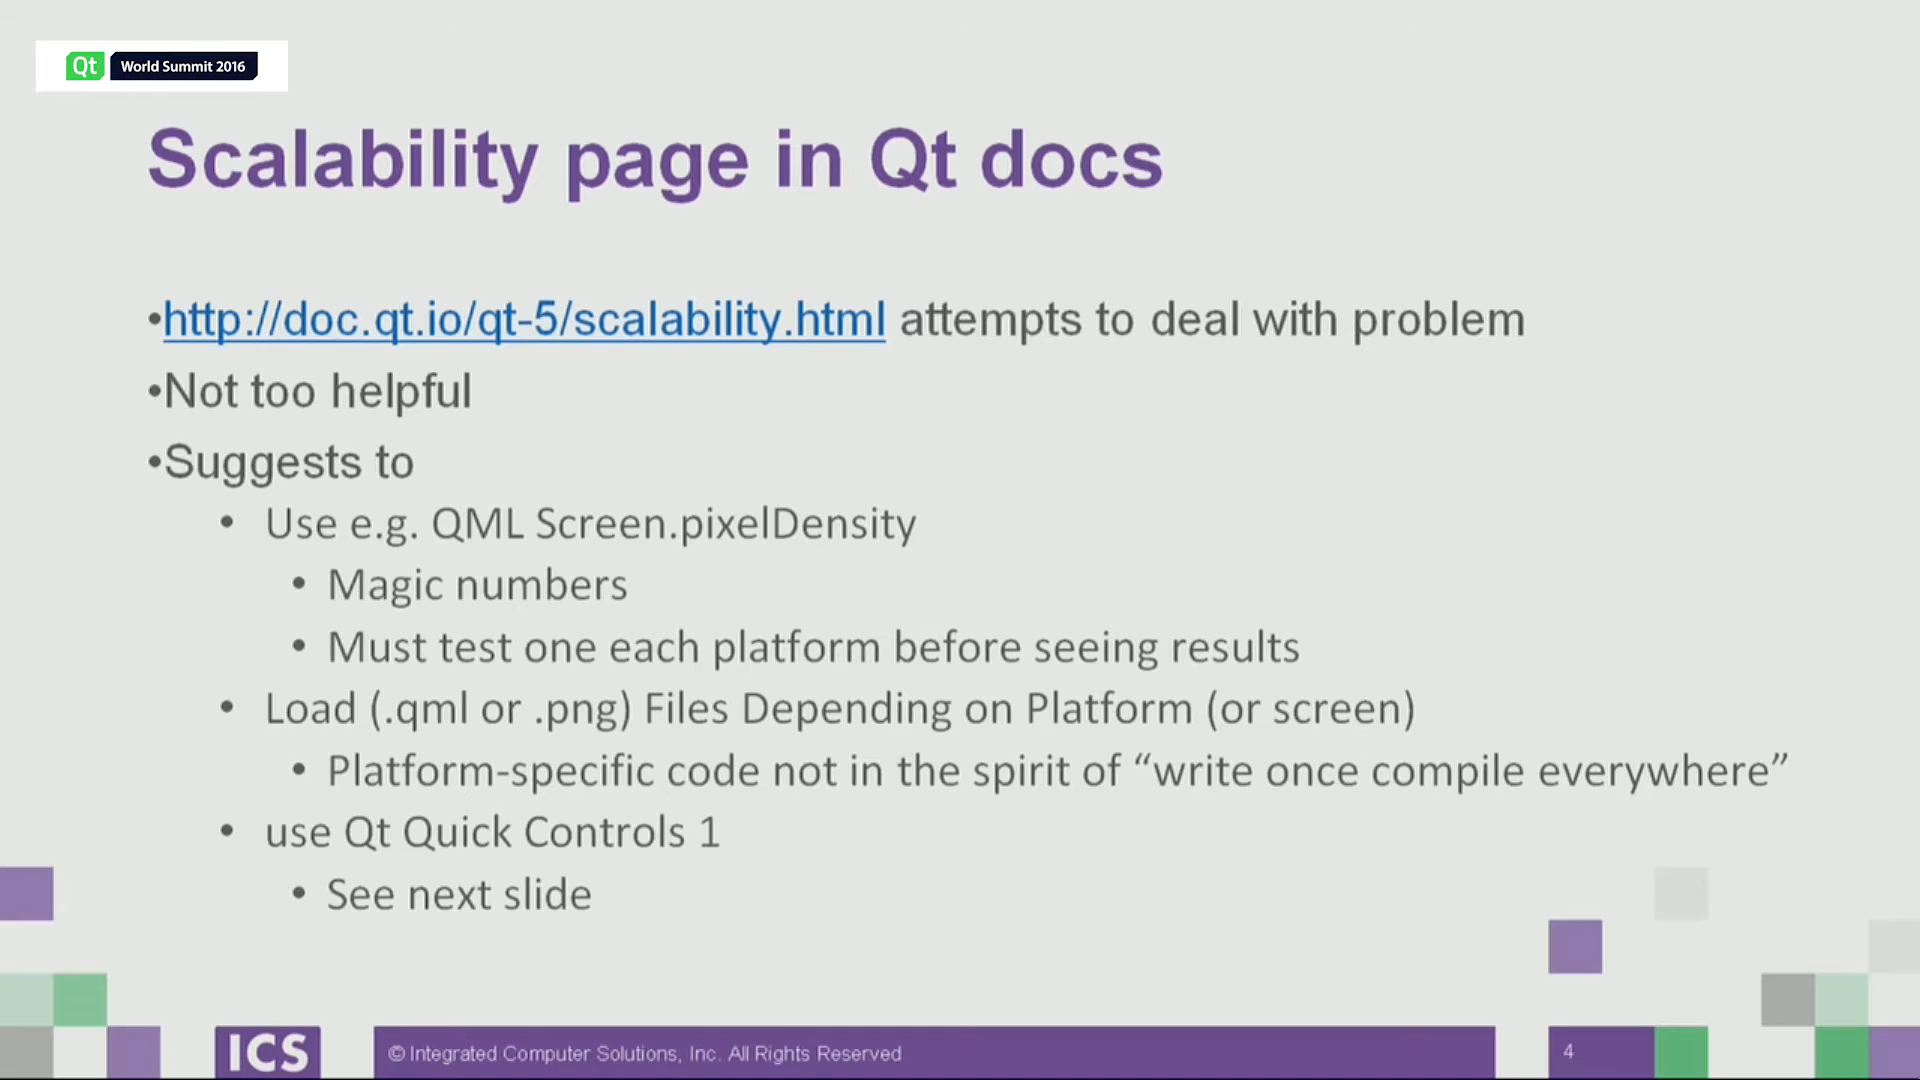 Qt World Summit 2016
Scalability page in Qt docs
•http://doc.qt.io/qt-5/scalability.html attempts to deal with problem
•Not too helpful
•Suggests to
• Use e.g. QML Screen.pixelDensity
• Magic numbers
• Must test one each platform before seeing results
• Load (.qml or .png) Files Depending on Platform (or screen)
• Platform-specific code not in the spirit of “write once compile everywhere”
• use Qt Quick Controls 1
• See next slide
ICS © Integrated Computer Solutions, Inc. All Rights Reserved 4